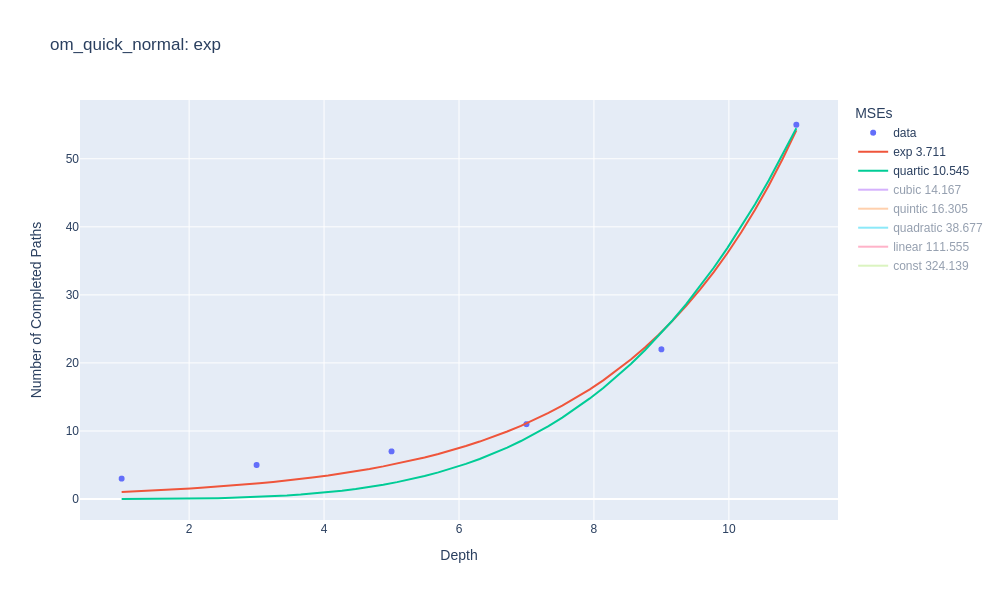 om_quick_normal: exp
MSEs
data
exp 3.711
quartic 10.545
cubic 14.167
quintic 16.305
quadratic 38.677
linear 111.555
const 324.139
Number of Completed Paths
50
40
30
20
10
0
2
4
6
8
10
Depth